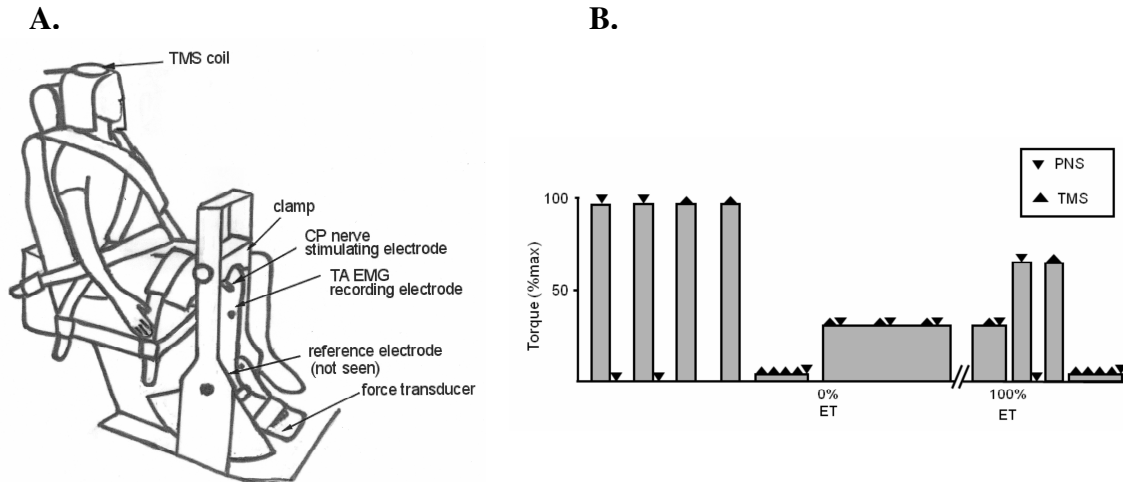 A.
B.
TMS coil
clamp
CP nerve
stimulating electrode
TA EMG
recording electrode
reference electrode
(not seen)
force transducer
PNS
TMS
100
50
Torque (%max)
0%
ET
100%
ET